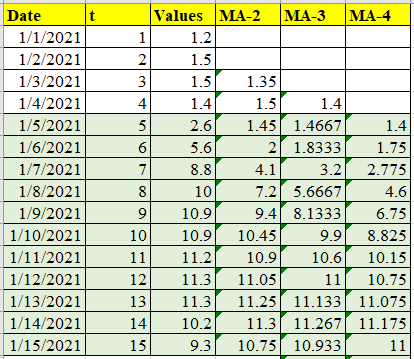 Date t Values MA-2 MA-3 MA-4
1/1/2021 1 1.2
1/2/2021 2 1.5
1/3/2021 3 1.5 1.35
1/4/2021 4 1.4 1.5 1.4
1/5/2021 5 2.6 1.45 1.4667 1.4
1/6/2021 6 5.6 2 1.8333 1.75
1/7/2021 7 8.8 4.1 3.2 2.775
1/8/2021 8 10 7.2 5.6667 4.6
1/9/2021 9 10.9 9.4 8.1333 6.75
1/10/2021 10 10.9 10.45 9.9 8.825
1/11/2021 11 11.2 10.9 10.6 10.15
1/12/2021 12 11.3 11.05 11 10.75
1/13/2021 13 11.3 11.25 11.133 11.075
1/14/2021 14 10.2 11.3 11.267 11.175
1/15/2021 15 9.3 10.75 10.933 11